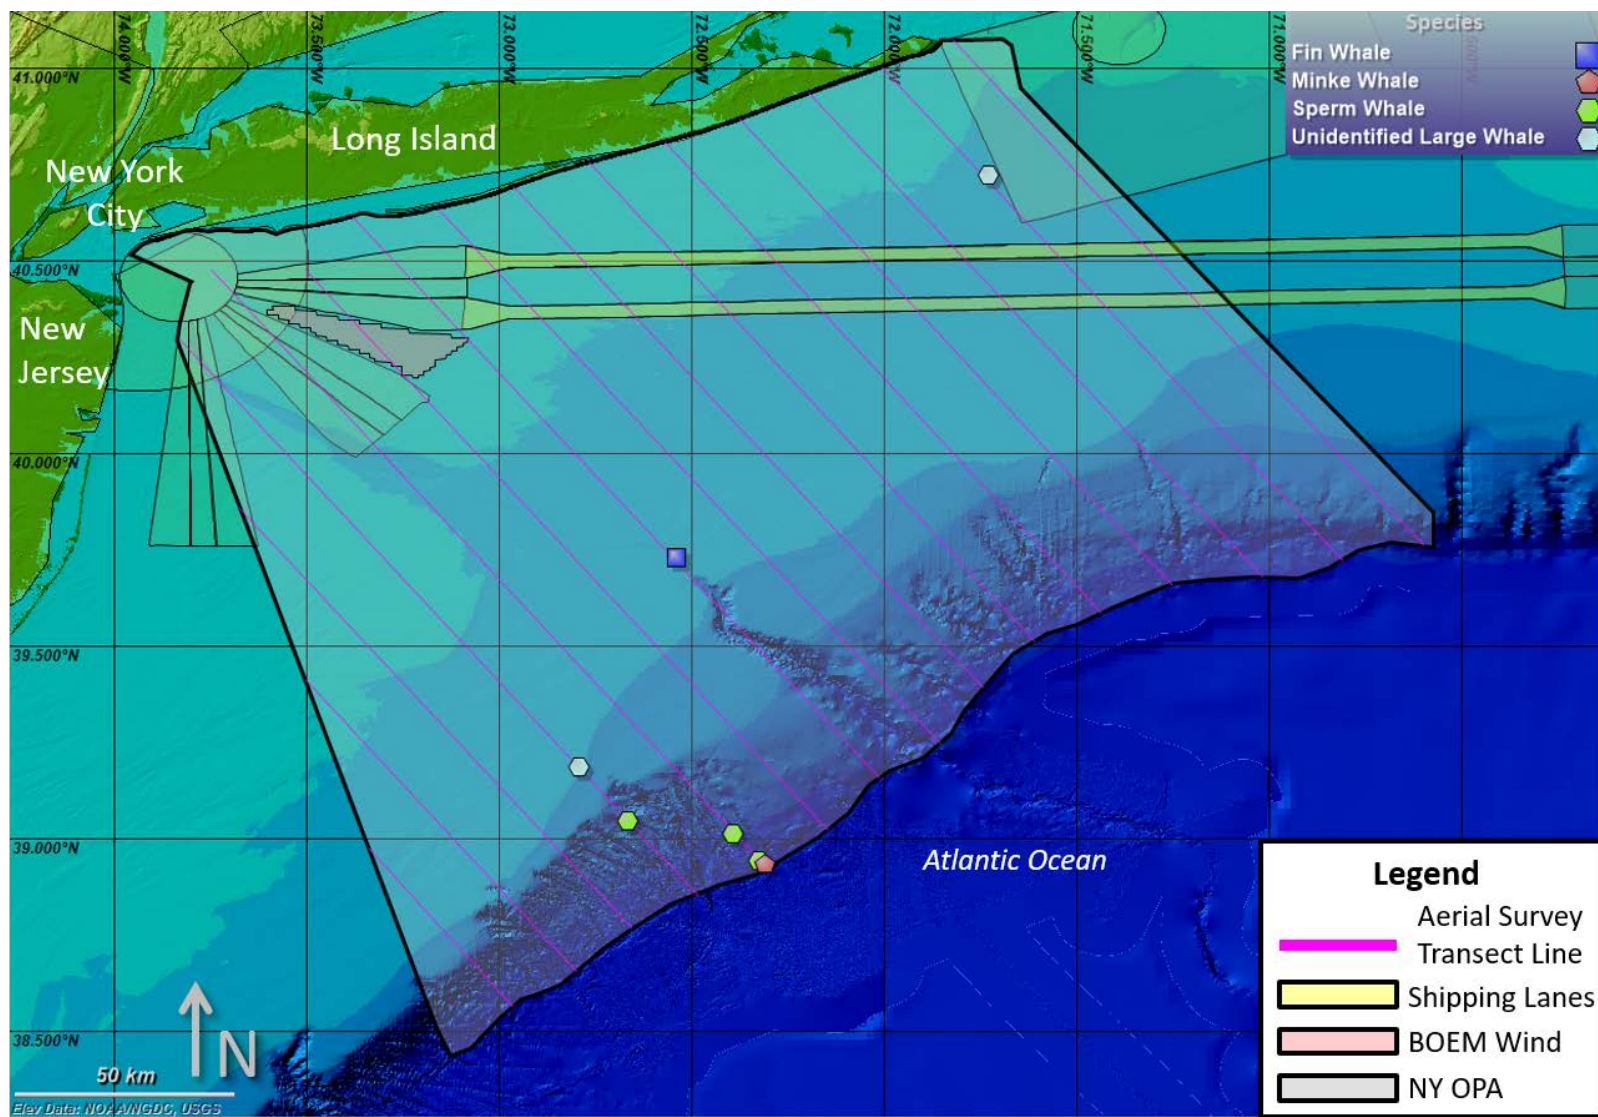 74.000°W
73.500°W
73.000°W
72.500°W
72.000°W
71.500°W
71.000°W
Species
Fin Whale
Minke Whale
Sperm Whale
Unidentified Large Whale
41.000°N
Long Island
New York
City
40.500°N
New
Jersey
40.000°N
39.500°N
39.000°N
Atlantic Ocean
38.500°N
N
50 km
Elev Data: NOAA/NGDC, USGS
Legend
Aerial Survey
Transect Line
Shipping Lanes
BOEM Wind
NY OPA